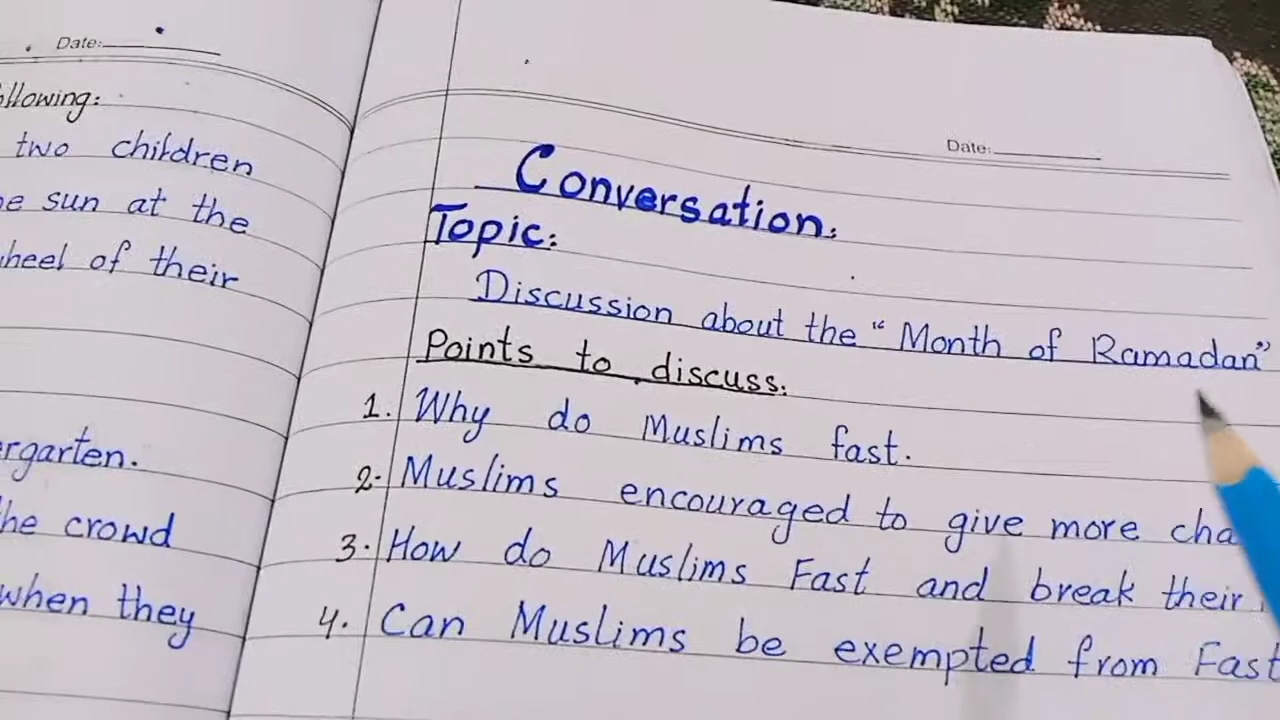 Date:
ollowing:
two children
e sun at the
heel of their
rgarten.
he crowd
when they
Date:
Conversation.
Topic:
Discussion about the "Month of Ramadan"
Points to discuss:
1. Why do Muslims fast.
2. Muslims encouraged to give more cha
3. How do Muslims Fast and break their
4. Can Muslims be exempted from Fast